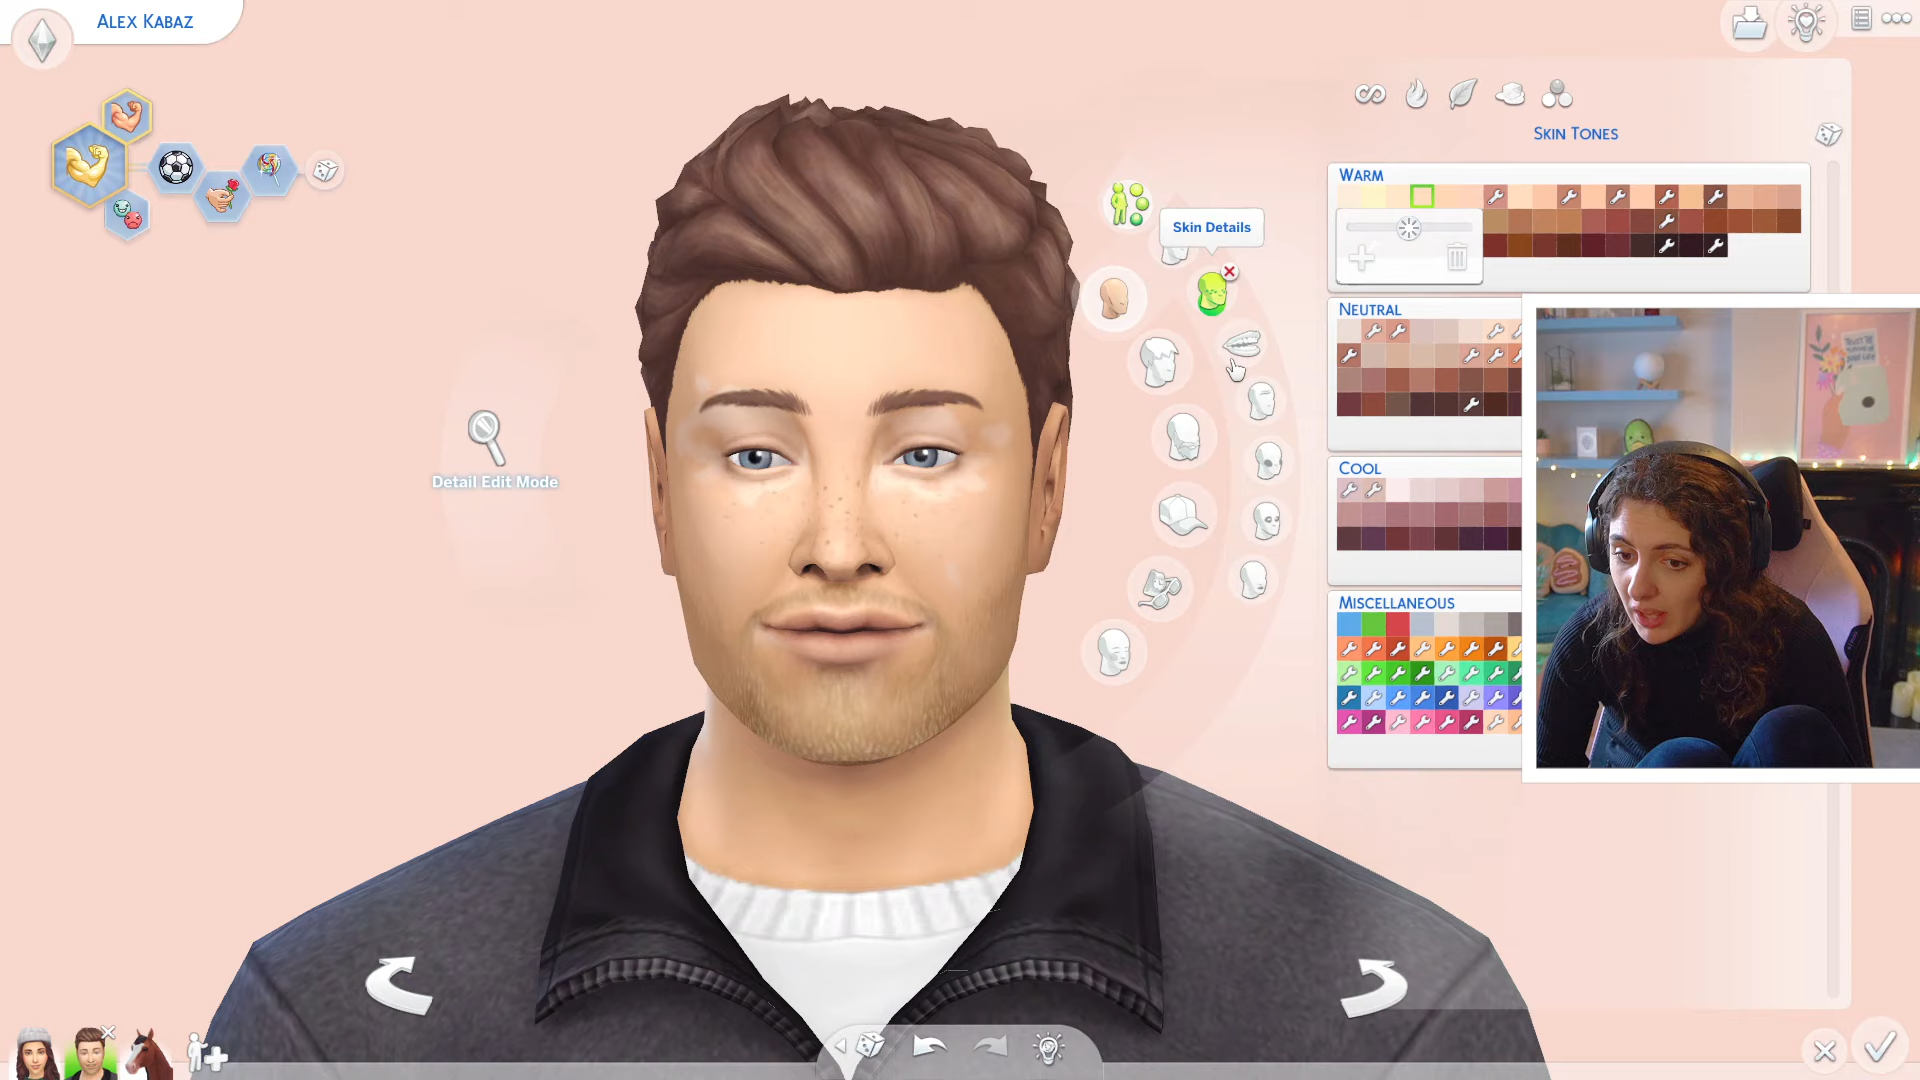 ALEX KABAZ
SKIN TONES
WARM
Skin Details
NEUTRAL
Detail Edit Mode
COOL
MISCELLANEOUS